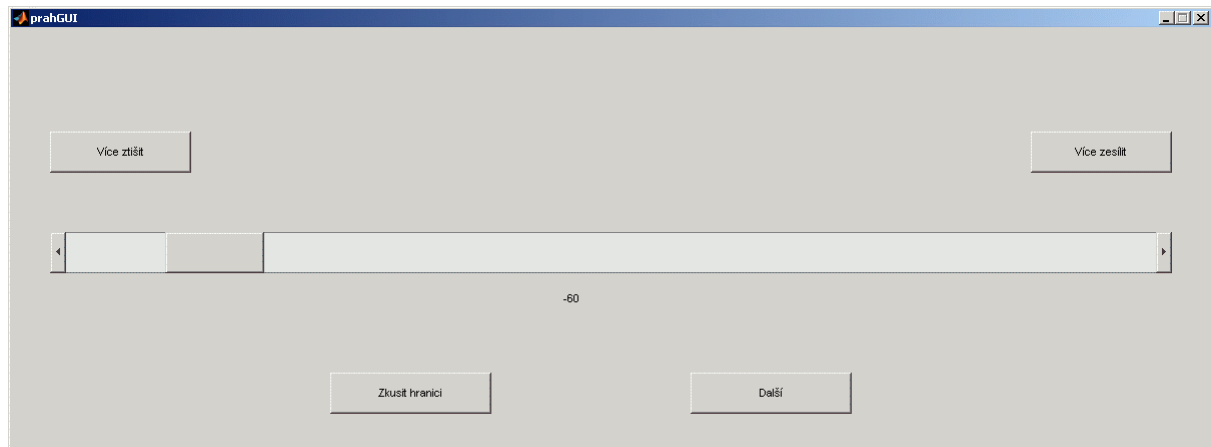 prahGUI
Více ztišit
Více zesílit
-60
Zkusit hranici
Další